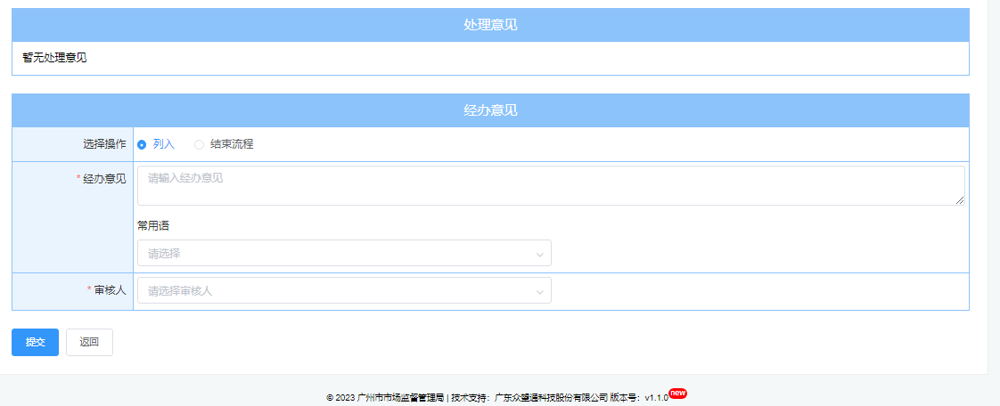 处理意见
暂无处理意见
经办意见
选择操作 列入 结束流程
* 经办意见 请输入经办意见
常用语
请选择
* 审核人 请选择审核人
提交 返回
© 2023 广州市市场监督管理局 | 技术支持：广东众望通科技股份有限公司 版本号：v1.1.0 new